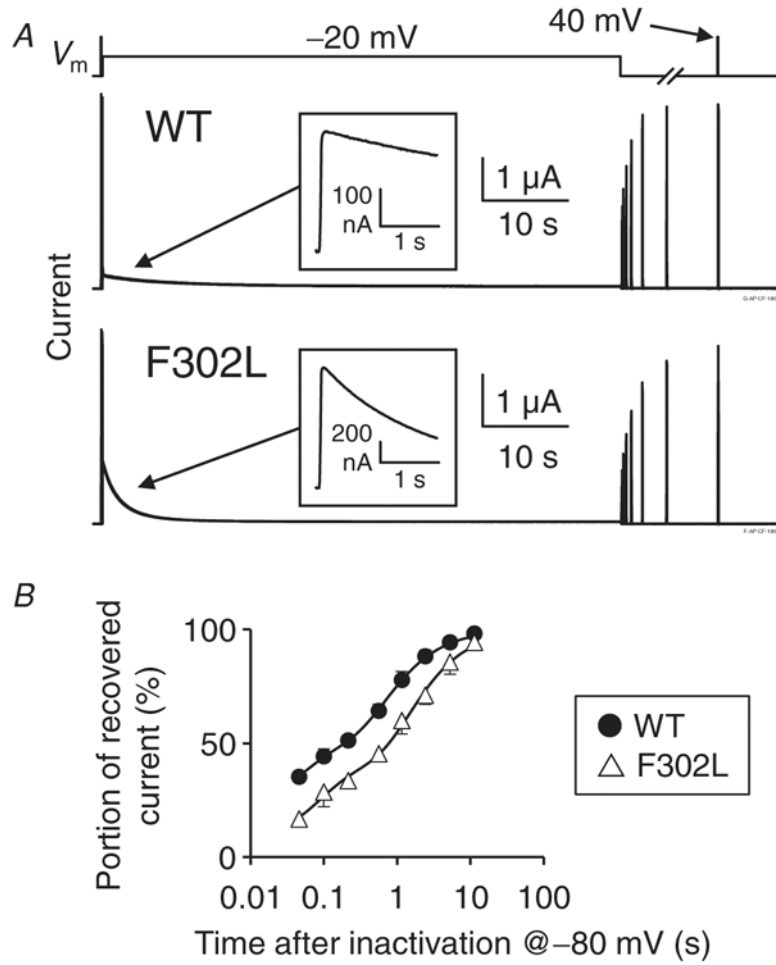 A
Vm
−20 mV
40 mV
WT
100
nA
1 s
1 µA
10 s
Current
F302L
200
nA
1 s
1 µA
10 s
B
Portion of recovered
current (%)
100
50
0
0.01 0.1 1 10 100
Time after inactivation @−80 mV (s)
WT
F302L